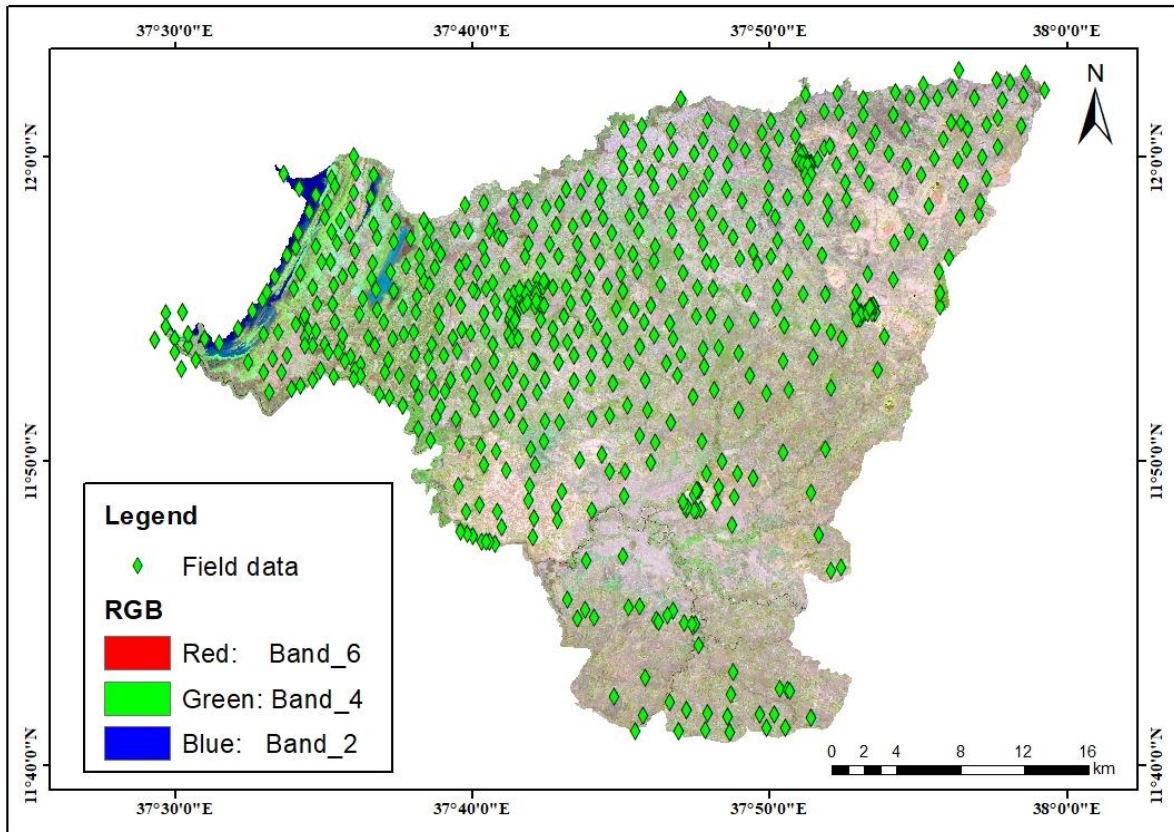 37°30'0"E 37°40'0"E 37°50'0"E 38°0'0"E
N
12°0'0"N 12°0'0"N
11°50'0"N 11°50'0"N
Legend
Field data
RGB
Red: Band_6
Green: Band_4
Blue: Band_2
0 2 4 8 12 16
km
11°40'0"N 11°40'0"N
37°30'0"E 37°40'0"E 37°50'0"E 38°0'0"E